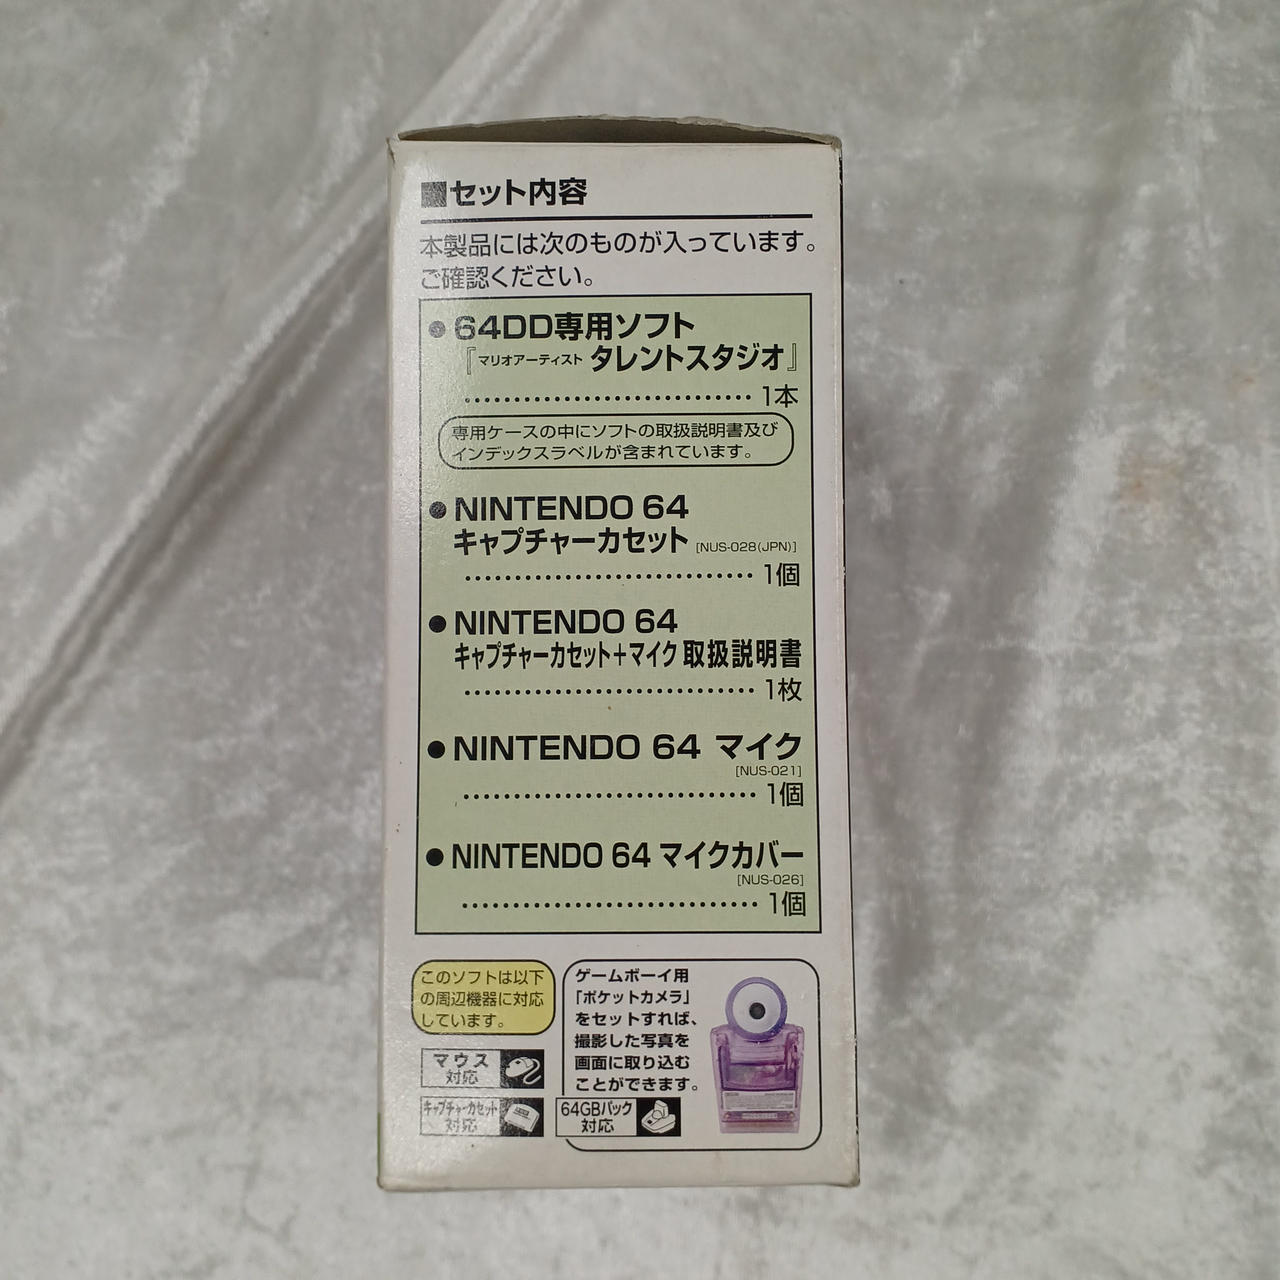 ■セット内容
本製品には次のものが入っています。
ご確認ください。
●64DD専用ソフト
『マリオアーティスト タレントスタジオ』
……………………………1本
専用ケースの中にソフトの取扱説明書及び
インデックスラベルが含まれています。
●NINTENDO 64
キャプチャーカセット [NUS-028(JPN)]
……………………………1個
●NINTENDO 64
キャプチャーカセット+マイク 取扱説明書
……………………………1枚
●NINTENDO 64 マイク
[NUS-021]
……………………………1個
●NINTENDO 64 マイクカバー
[NUS-026]
……………………………1個
このソフトは以下
の周辺機器に対応
しています。
マウス
対応
キャプチャーカセット
対応
ゲームボーイ用
「ポケットカメラ」
をセットすれば、
撮影した写真を
画面に取り込む
ことができます。
64GBパック
対応